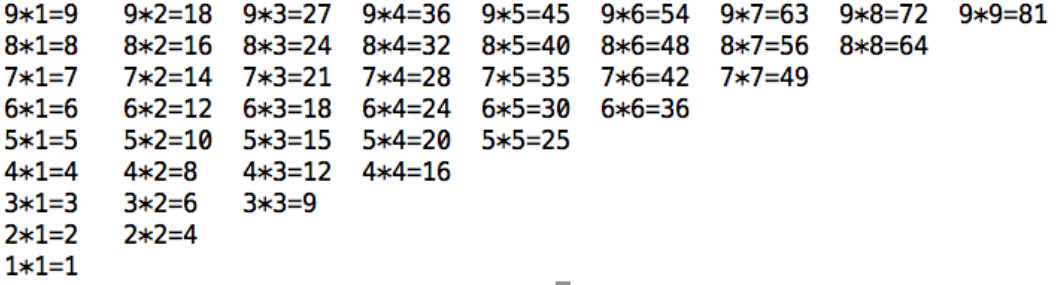 9*1=9 9*2=18 9*3=27 9*4=36 9*5=45 9*6=54 9*7=63 9*8=72 9*9=81
8*1=8 8*2=16 8*3=24 8*4=32 8*5=40 8*6=48 8*7=56 8*8=64
7*1=7 7*2=14 7*3=21 7*4=28 7*5=35 7*6=42 7*7=49
6*1=6 6*2=12 6*3=18 6*4=24 6*5=30 6*6=36
5*1=5 5*2=10 5*3=15 5*4=20 5*5=25
4*1=4 4*2=8 4*3=12 4*4=16
3*1=3 3*2=6 3*3=9
2*1=2 2*2=4
1*1=1